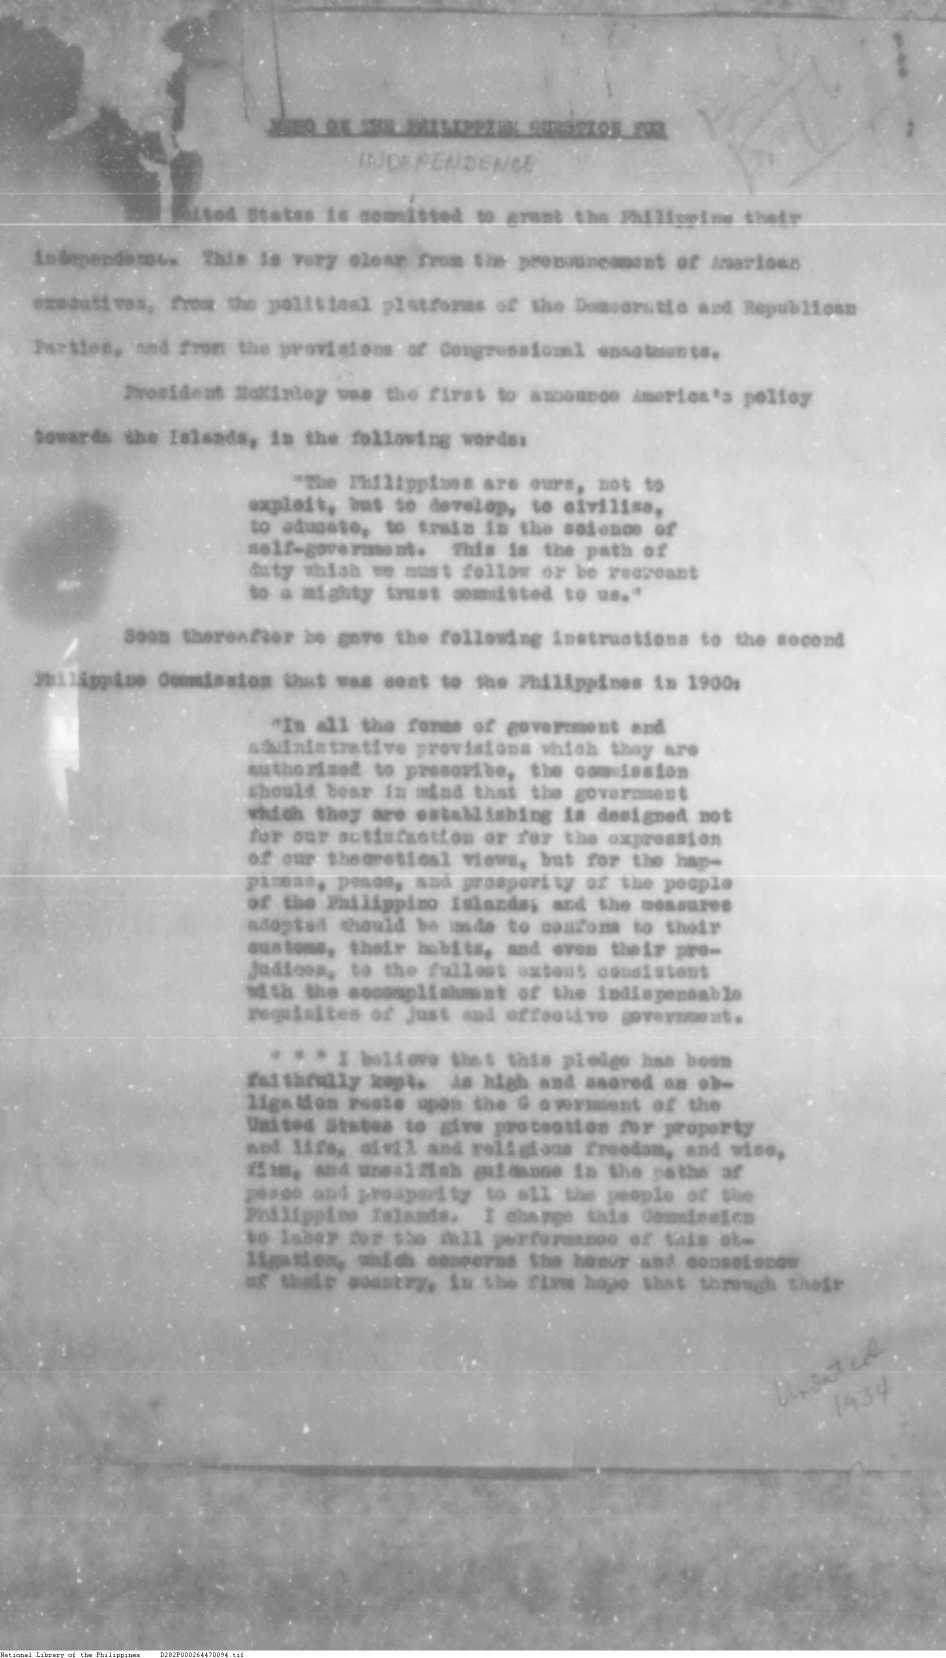 MEMO ON THE PHILIPPINE QUESTION FOR
INDEPENDENCE
The United States is committed to grant the Philippine their
independence. This is very clear from the pronouncement of American
executives, from the political platforms of the Democratic and Republican
Parties, and from the provisions of Congressional enactments.
President McKinley was the first to announce America's policy
towards the Islands, in the following words:
"The Philippines are ours, not to
exploit, but to develop, to civilize,
to educate, to train in the science of
self-government. This is the path of
duty which we must follow or be recreant
to a mighty trust committed to us."
Soon thereafter he gave the following instructions to the second
Philippine Commission that was sent to the Philippines in 1900:
"In all the forms of government and
administrative provisions which they are
authorized to prescribe, the commission
should bear in mind that the government
which they are establishing is designed not
for our satisfaction or for the expression
of our theoretical views, but for the hap-
piness, peace, and prosperity of the people
of the Philippine Islands; and the measures
adopted should be made to conform to their
customs, their habits, and even their pre-
judices, to the fullest extent consistent
with the accomplishment of the indispensable
requisites of just and effective government.
" * * I believe that this pledge has been
faithfully kept. As high and sacred an ob-
ligation rests upon the G overnment of the
United States to give protection for property
and life, civil and religious freedom, and wise,
firm, and unselfish guidance in the paths of
peace and prosperity to all the people of the
Philippine Islands. I charge this Commission
to labor for the full performance of this ob-
ligation, which concerns the honor and conscience
of their country, in the firm hope that through their
Undated
1934
National Library of the Philippines D282P000264470094.tif